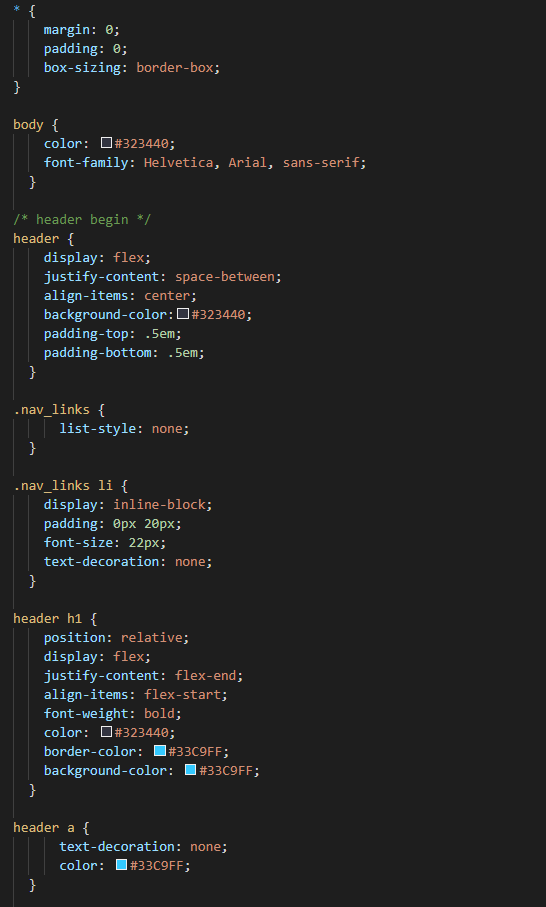 * {
    margin: 0;
    padding: 0;
    box-sizing: border-box;
}

body {
    color: #323440;
    font-family: Helvetica, Arial, sans-serif;
  }

/* header begin */
header {
    display: flex;
    justify-content: space-between;
    align-items: center;
    background-color:#323440;
    padding-top: .5em;
    padding-bottom: .5em;
  }

.nav_links {
      list-style: none;
  }

.nav_links li {
    display: inline-block;
    padding: 0px 20px;
    font-size: 22px;
    text-decoration: none;
  }

header h1 {
    position: relative;
    display: flex;
    justify-content: flex-end;
    align-items: flex-start;
    font-weight: bold;
    color: #323440;
    border-color: #33C9FF;
    background-color: #33C9FF;
  }

header a {
      text-decoration: none;
      color: #33C9FF;
  }